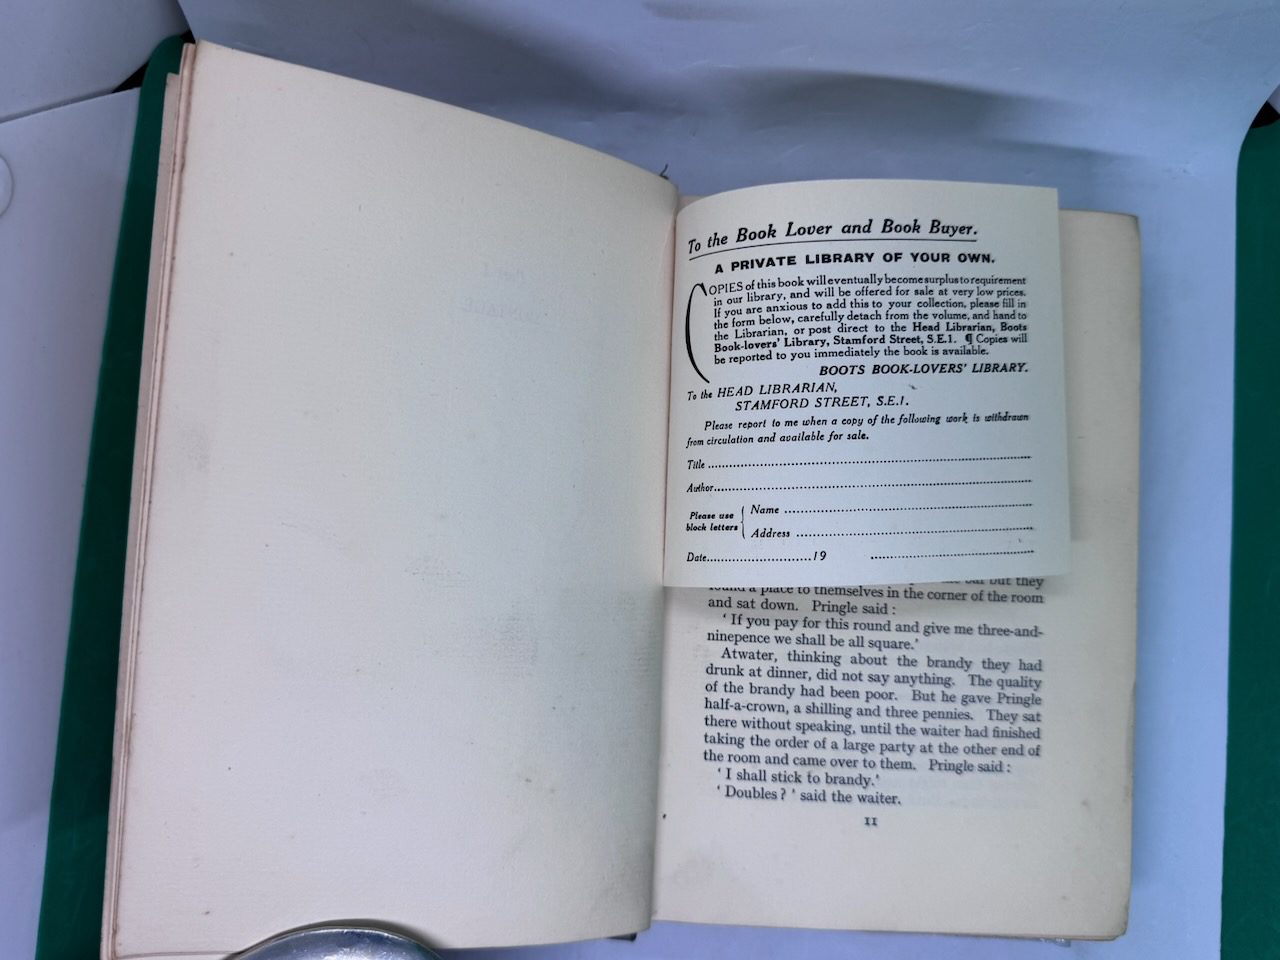 To the Book Lover and Book Buyer.
A PRIVATE LIBRARY OF YOUR OWN.
COPIES of this book will eventually become surplus to requirement
in our library, and will be offered for sale at very low prices.
If you are anxious to add this to your collection, please fill in
the form below, carefully detach from the volume, and hand to
the Librarian, or post direct to the Head Librarian, Boots
Book-lovers' Library, Stamford Street, S.E.1. ¶ Copies will
be reported to you immediately the book is available.
BOOTS BOOK-LOVERS' LIBRARY.
To the HEAD LIBRARIAN,
STAMFORD STREET, S.E.1.
Please report to me when a copy of the following work is withdrawn
from circulation and available for sale.
Title
Author
Please use
block letters
Name
Address
Date 19
bar but they
found a place to themselves in the corner of the room
and sat down. Pringle said :
' If you pay for this round and give me three-and-
ninepence we shall be all square.'
Atwater, thinking about the brandy they had
drunk at dinner, did not say anything. The quality
of the brandy had been poor. But he gave Pringle
half-a-crown, a shilling and three pennies. They sat
there without speaking, until the waiter had finished
taking the order of a large party at the other end of
the room and came over to them. Pringle said :
' I shall stick to brandy.'
' Doubles ? ' said the waiter.
11